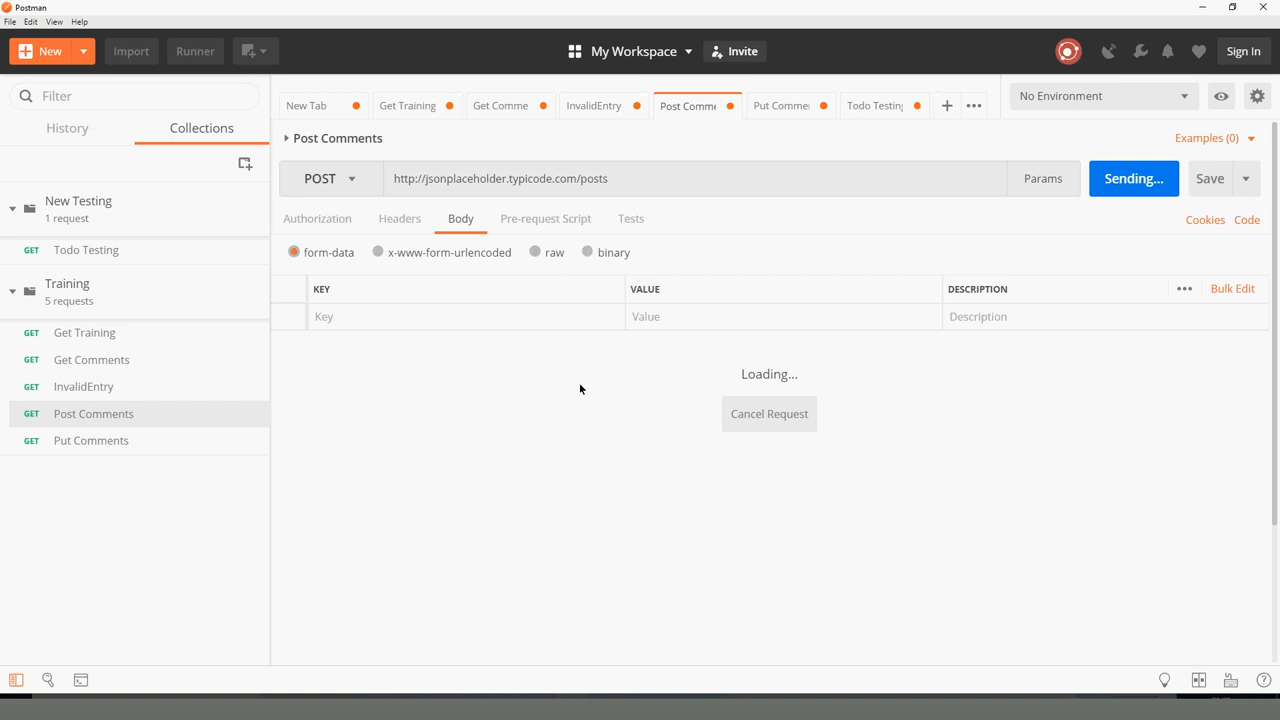 Postman
File Edit View Help
New Import Runner My Workspace Invite Sign In
Filter
History Collections
New Testing
1 request
GET Todo Testing
Training
5 requests
GET Get Training
GET Get Comments
GET InvalidEntry
GET Post Comments
GET Put Comments
New Tab Get Training Get Comme InvalidEntry Post Comme Put Comme Todo Testin
No Environment
Post Comments Examples (0)
POST http://jsonplaceholder.typicode.com/posts Params Sending... Save
Authorization Headers Body Pre-request Script Tests Cookies Code
form-data x-www-form-urlencoded raw binary
KEY VALUE DESCRIPTION Bulk Edit
Key Value Description
Loading...
Cancel Request